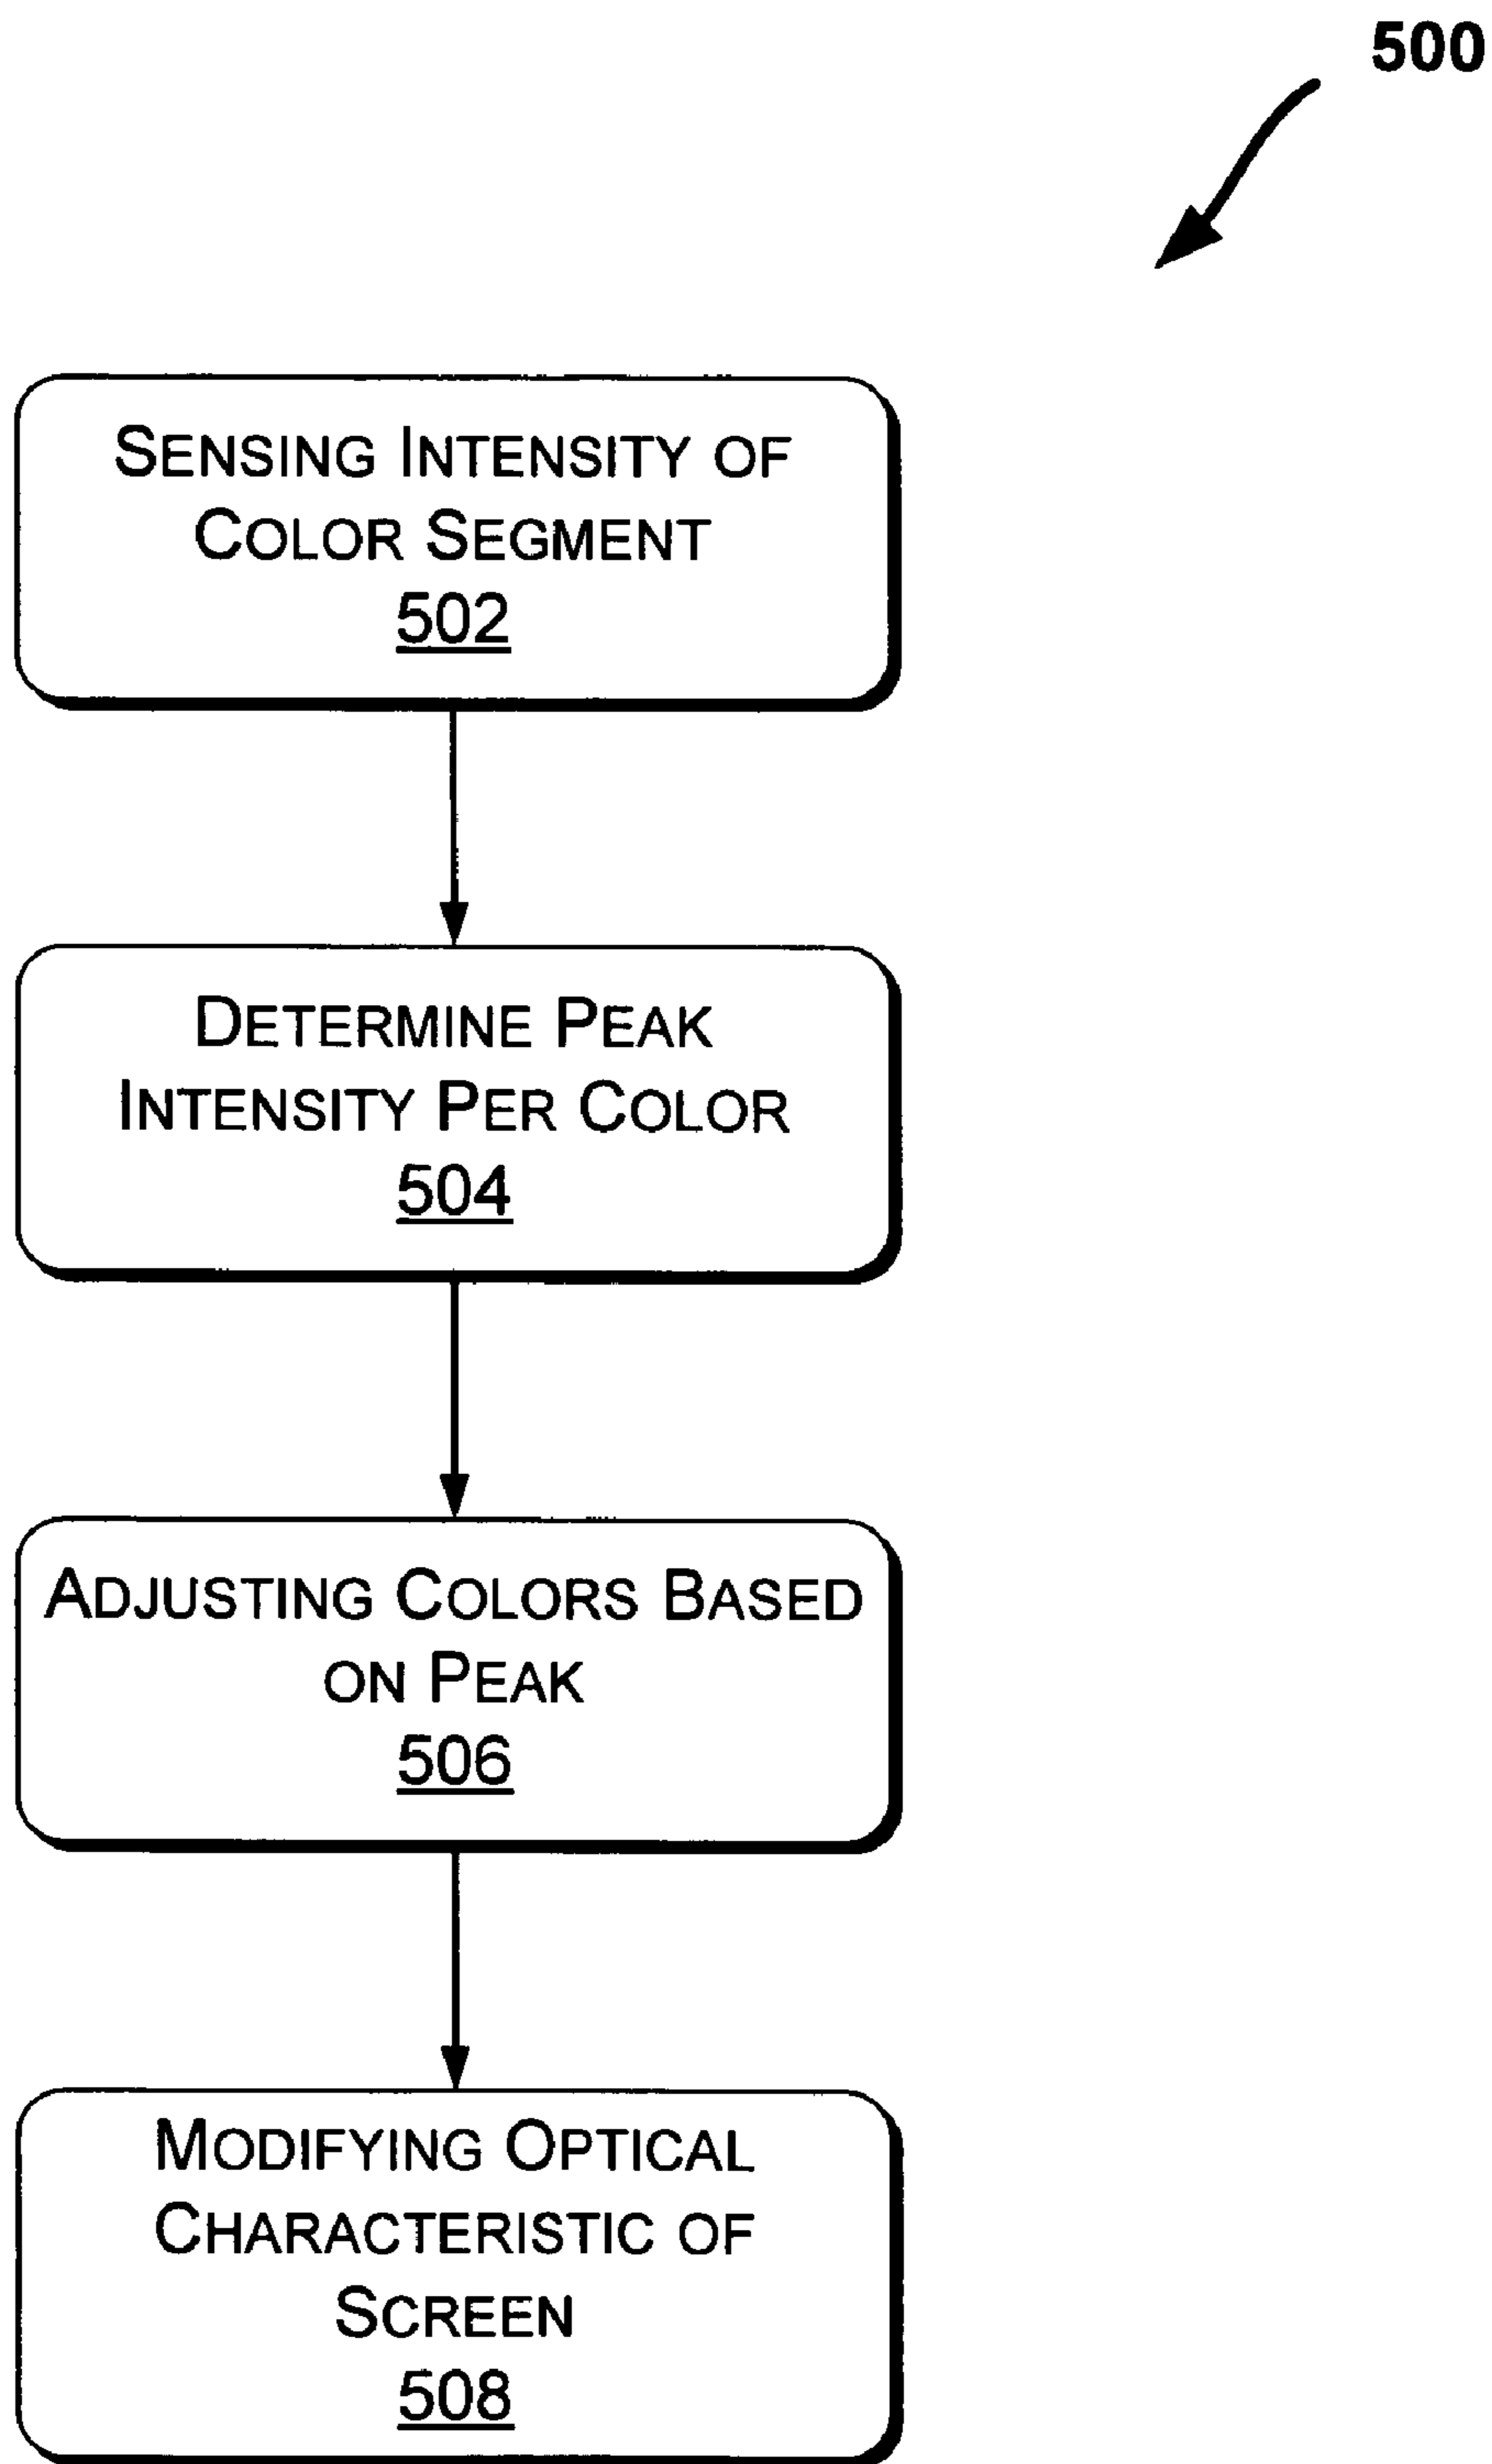 500
SENSING INTENSITY OF
COLOR SEGMENT
502
DETERMINE PEAK
INTENSITY PER COLOR
504
ADJUSTING COLORS BASED
ON PEAK
506
MODIFYING OPTICAL
CHARACTERISTIC OF
SCREEN
508